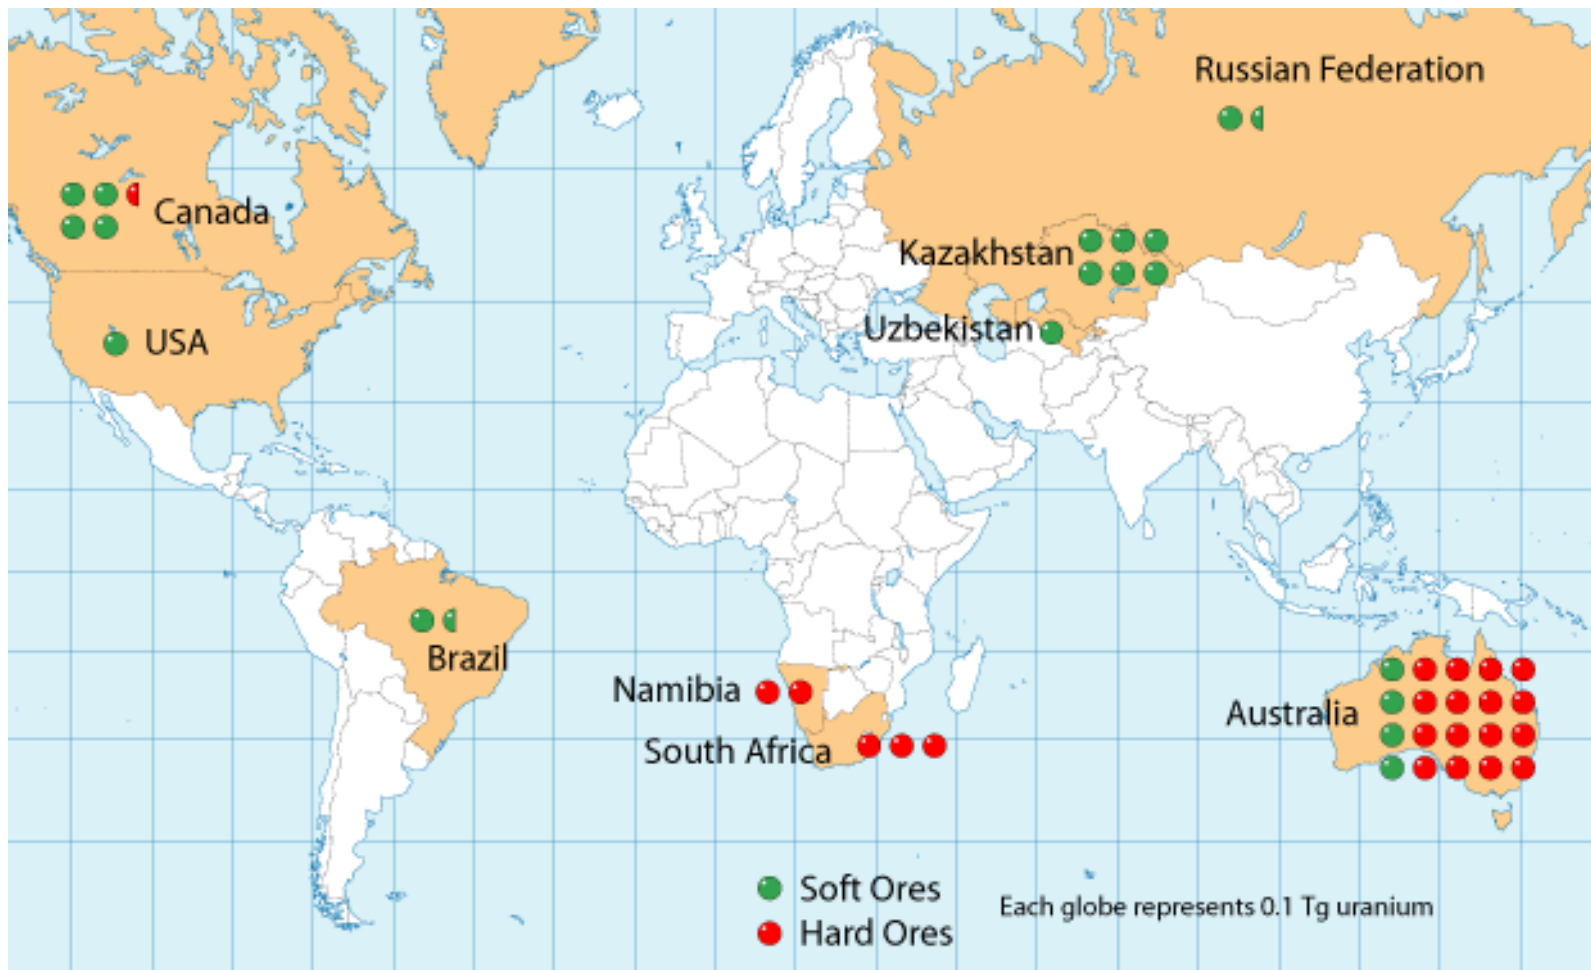 Russian Federation
Canada
Kazakhstan
Uzbekistan
USA
Brazil
Namibia
Australia
South Africa
Soft Ores
Each globe represents 0.1 Tg uranium
Hard Ores